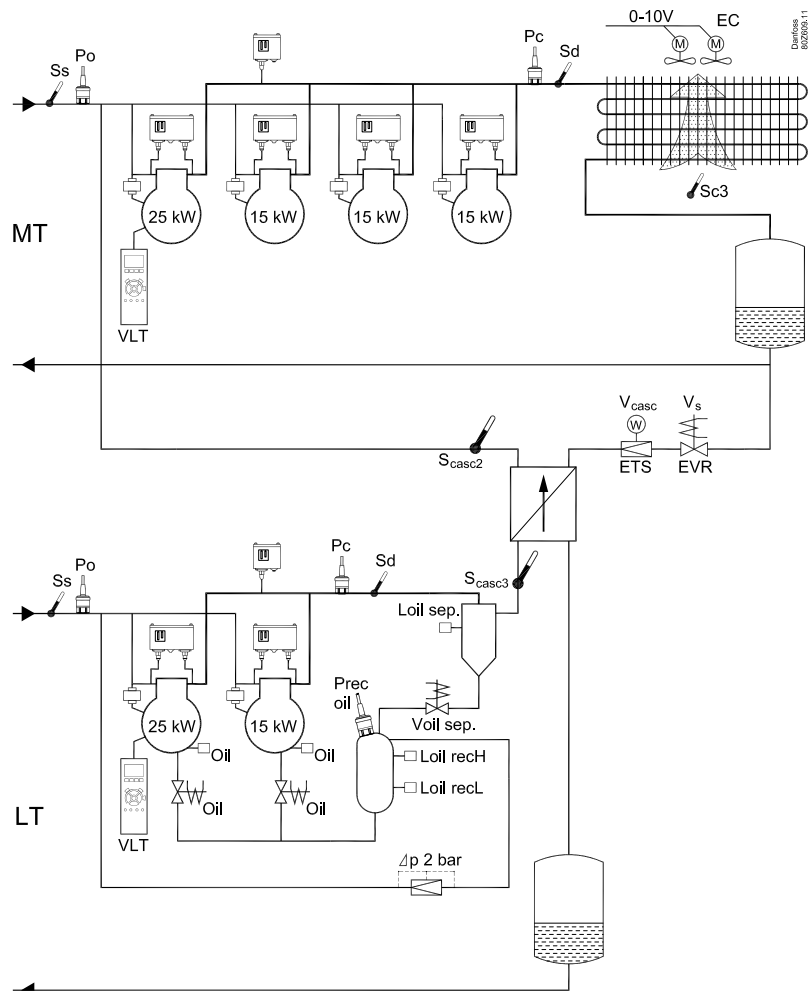 0-10V
EC
Danfoss
80Z609.11
M
M
Po
Pc
Ss
Sd
25 kW
15 kW
15 kW
15 kW
Sc3
MT
VLT
Vcasc
Vs
W
Scasc2
ETS
EVR
Po
Pc
Ss
Sd
Scasc3
Loil sep.
Prec
oil
25 kW
15 kW
Voil sep.
Oil
Oil
Loil recH
Loil recL
Oil
Oil
LT
VLT
Δp 2 bar